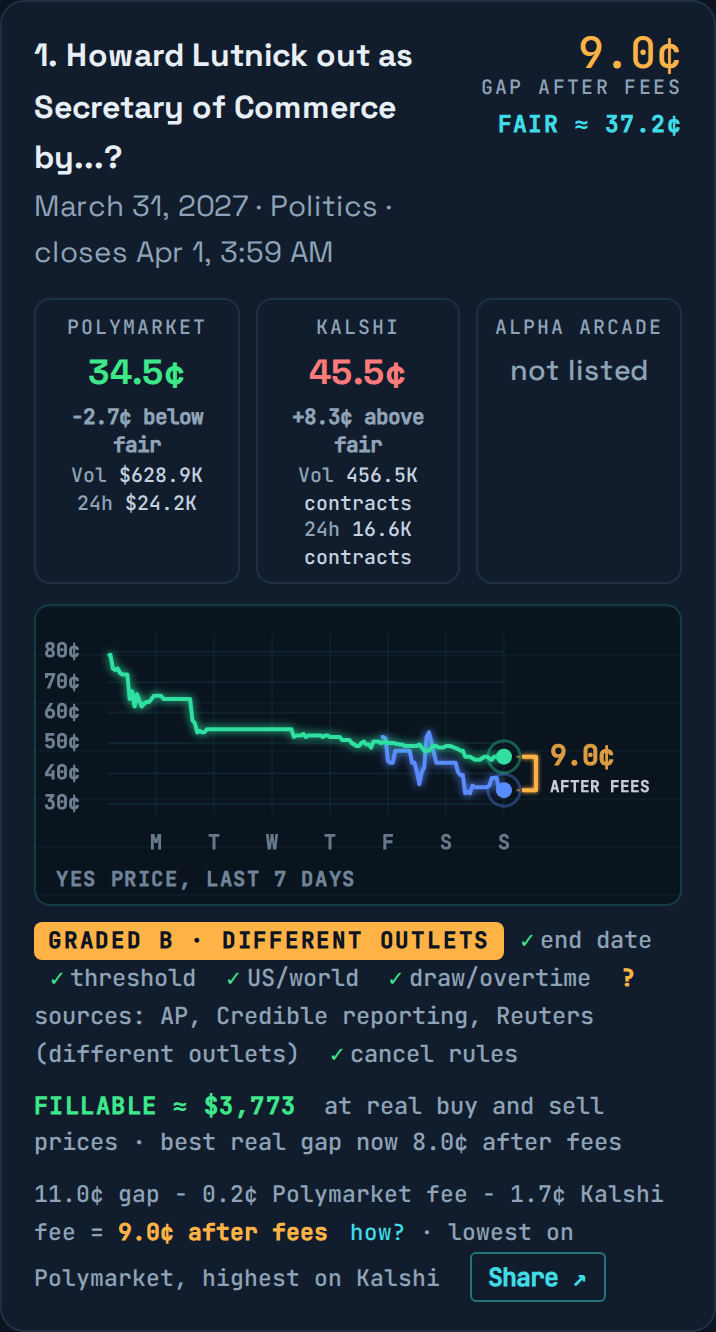 1. Howard Lutnick out as
Secretary of Commerce
by...?
9.0¢
GAP AFTER FEES
FAIR ≈ 37.2¢
March 31, 2027 · Politics ·
closes Apr 1, 3:59 AM
POLYMARKET
34.5¢
-2.7¢ below
fair
Vol $628.9K
24h $24.2K
KALSHI
45.5¢
+8.3¢ above
fair
Vol 456.5K
contracts
24h 16.6K
contracts
ALPHA ARCADE
not listed
80¢
70¢
60¢
50¢
40¢
30¢
9.0¢
AFTER FEES
M T W T F S S
YES PRICE, LAST 7 DAYS
GRADED B · DIFFERENT OUTLETS ✓ end date
✓ threshold ✓ US/world ✓ draw/overtime ?
sources: AP, Credible reporting, Reuters
(different outlets) ✓ cancel rules
FILLABLE ≈ $3,773 at real buy and sell
prices · best real gap now 8.0¢ after fees
11.0¢ gap - 0.2¢ Polymarket fee - 1.7¢ Kalshi
fee = 9.0¢ after fees how? · lowest on
Polymarket, highest on Kalshi Share ↗